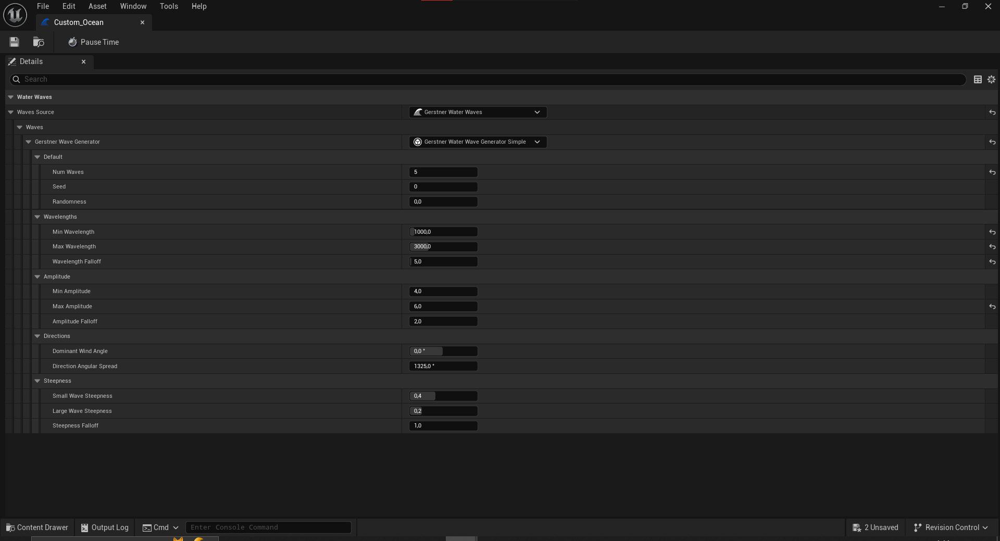 File Edit Asset Window Tools Help
Custom_Ocean
Pause Time
Details
Search
Water Waves
Waves Source Gerstner Water Waves
Waves
Gerstner Wave Generator Gerstner Water Wave Generator Simple
Default
Num Waves 5
Seed 0
Randomness 0,0
Wavelengths
Min Wavelength 1000,0
Max Wavelength 3000,0
Wavelength Falloff 5,0
Amplitude
Min Amplitude 4,0
Max Amplitude 6,0
Amplitude Falloff 2,0
Directions
Dominant Wind Angle 0,0 °
Direction Angular Spread 1325,0 °
Steepness
Small Wave Steepness 0,4
Large Wave Steepness 0,2
Steepness Falloff 1,0
Content Drawer Output Log Cmd Enter Console Command 2 Unsaved Revision Control